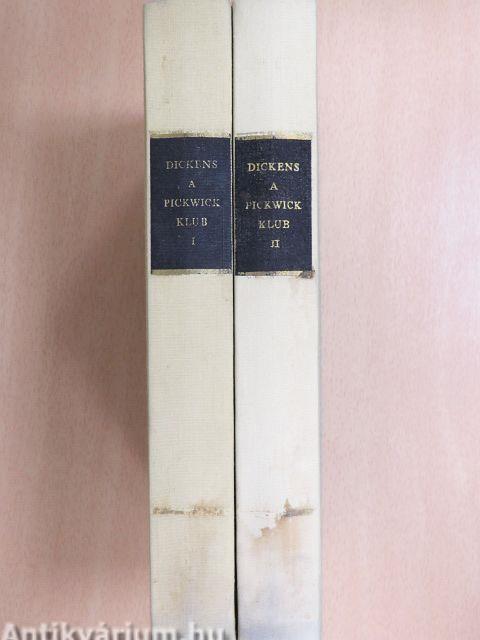 DICKENS
A
PICKWICK
KLUB
I
DICKENS
A
PICKWICK
KLUB
II
Antikvárium.hu